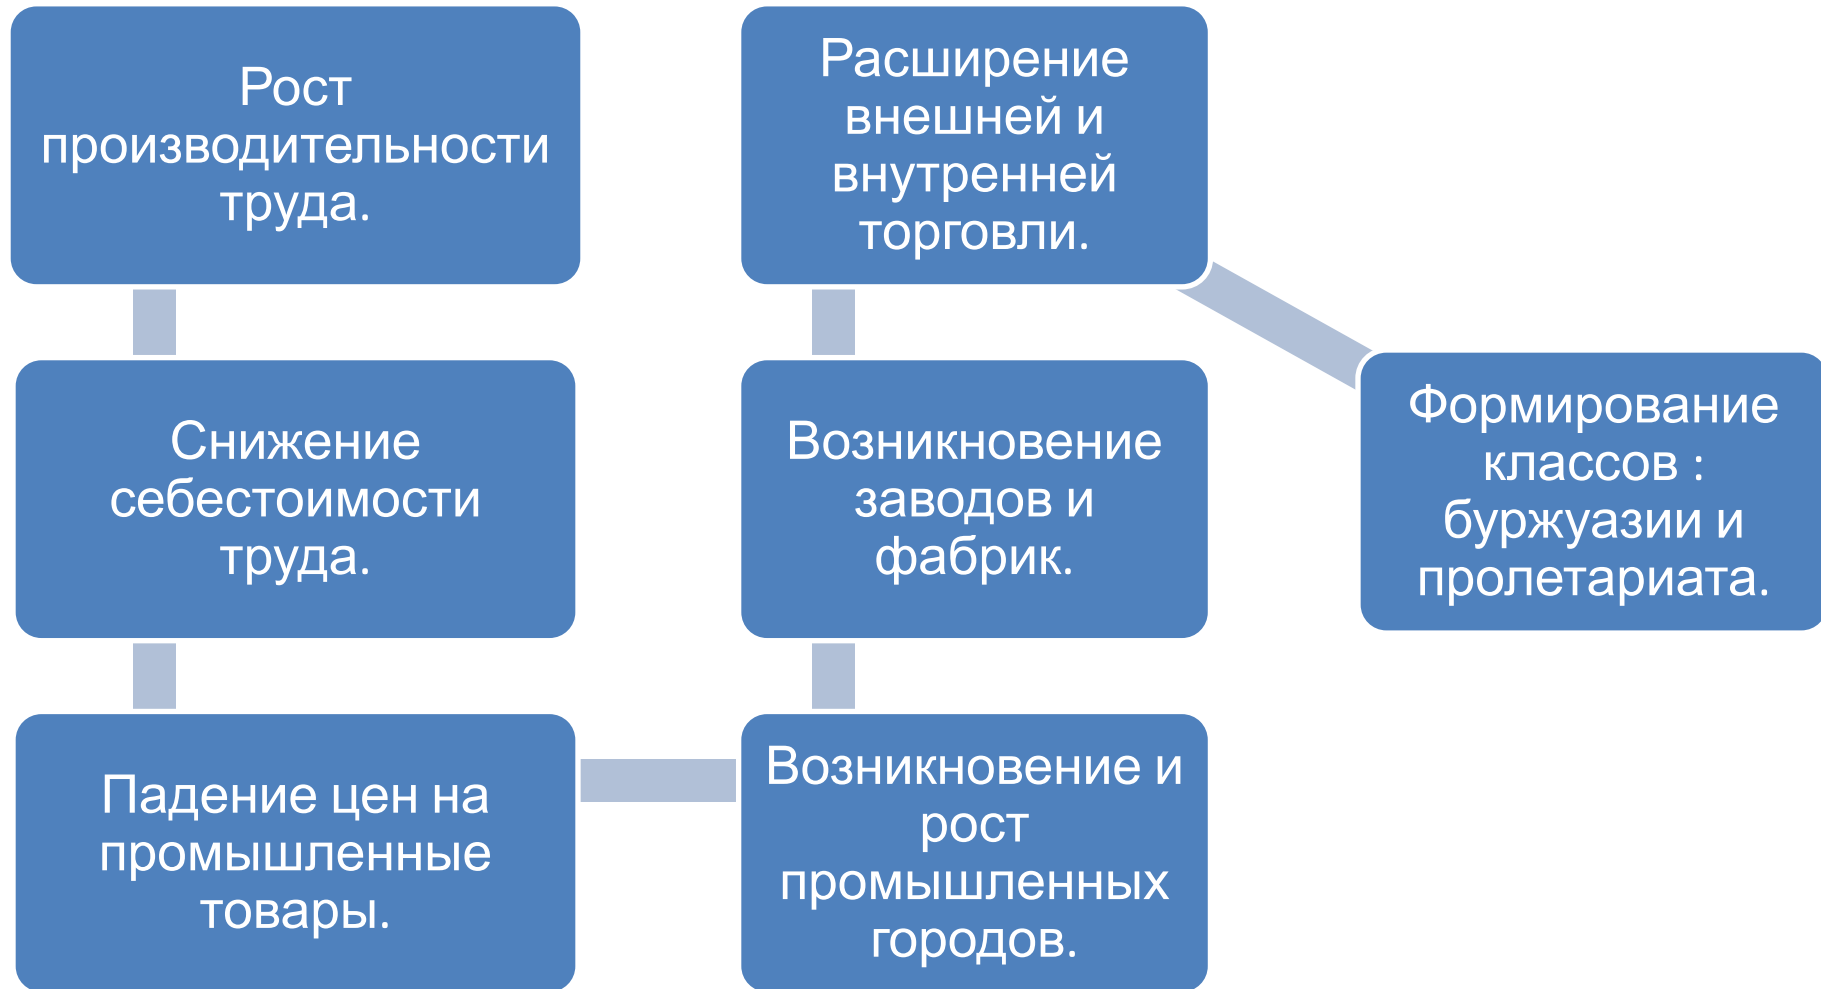 Рост
производительности
труда.
Снижение
себестоимости
труда.
Падение цен на
промышленные
товары.
Возникновение и
рост
промышленных
городов.
Возникновение
заводов и
фабрик.
Расширение
внешней и
внутренней
торговли.
Формирование
классов :
буржуазии и
пролетариата.